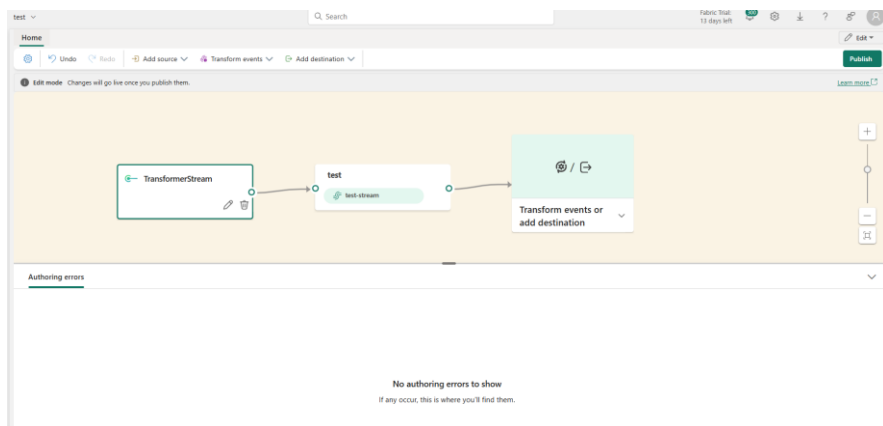 test
Search
Fabric Trial:
13 days left
?
Home
Edit
Undo
Redo
Add source
Transform events
Add destination
Publish
Edit mode Changes will go live once you publish them.
Learn more
TransformerStream
test
test-stream
/
Transform events or
add destination
Authoring errors
No authoring errors to show
If any occur, this is where you'll find them.